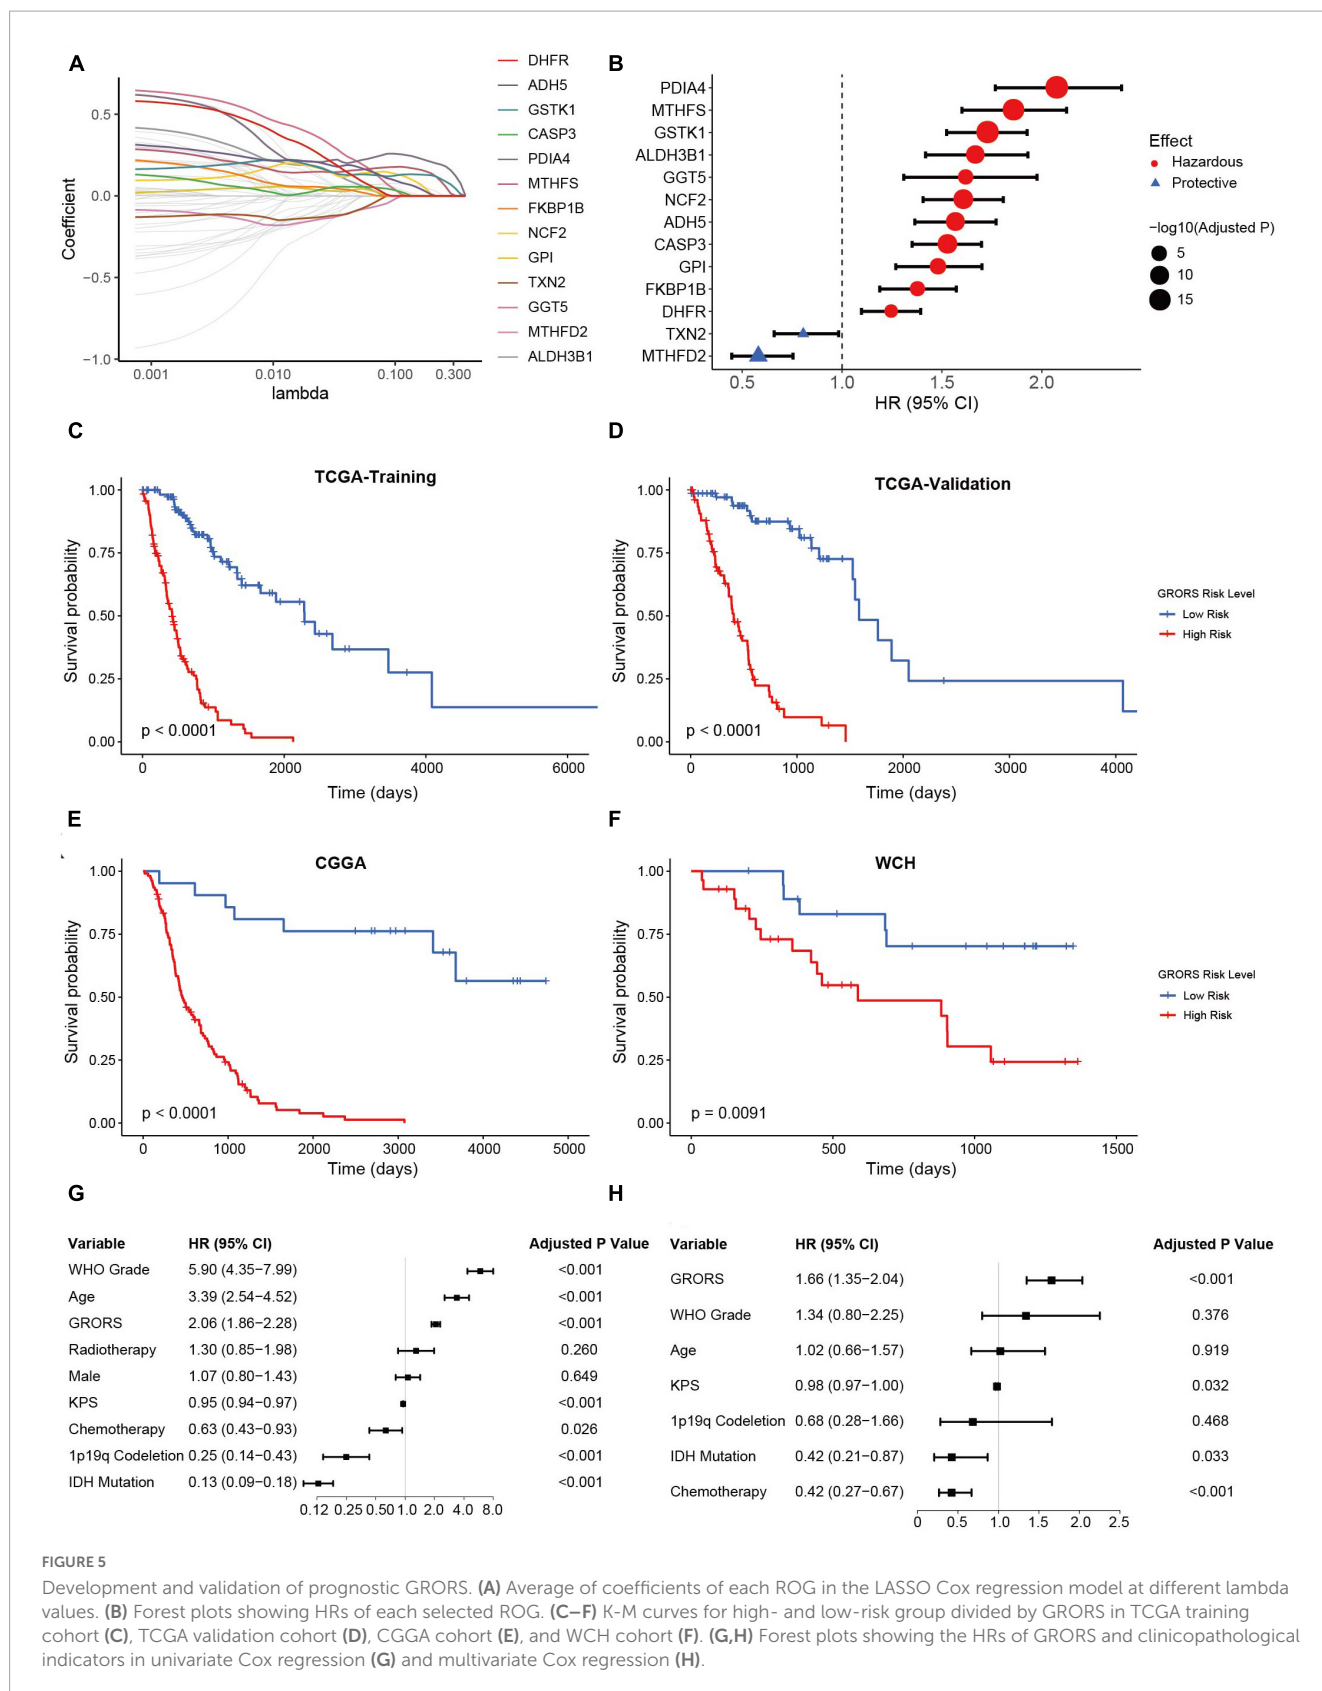 A
DHFR
ADH5
GSTK1
CASP3
PDIA4
MTHFS
FKBP1B
NCF2
GPI
TXN2
GGT5
MTHFD2
ALDH3B1
Coefficient
0.5
0.0
−0.5
−1.0
0.001 0.010 0.100 0.300
lambda
B
PDIA4
MTHFS
GSTK1
ALDH3B1
GGT5
NCF2
ADH5
CASP3
GPI
FKBP1B
DHFR
TXN2
MTHFD2
0.5 1.0 1.5 2.0
HR (95% CI)
Effect
Hazardous
Protective
−log10(Adjusted P)
5
10
15
C
TCGA-Training
Survival probability
1.00
0.75
0.50
0.25
0.00
p < 0.0001
0 2000 4000 6000
Time (days)
D
TCGA-Validation
Survival probability
1.00
0.75
0.50
0.25
0.00
p < 0.0001
0 1000 2000 3000 4000
Time (days)
GRORS Risk Level
Low Risk
High Risk
E
CGGA
Survival probability
1.00
0.75
0.50
0.25
0.00
p < 0.0001
0 1000 2000 3000 4000 5000
Time (days)
F
WCH
Survival probability
1.00
0.75
0.50
0.25
0.00
p = 0.0091
0 500 1000 1500
Time (days)
GRORS Risk Level
Low Risk
High Risk
G
Variable HR (95% CI) Adjusted P Value
WHO Grade 5.90 (4.35−7.99) <0.001
Age 3.39 (2.54−4.52) <0.001
GRORS 2.06 (1.86−2.28) <0.001
Radiotherapy 1.30 (0.85−1.98) 0.260
Male 1.07 (0.80−1.43) 0.649
KPS 0.95 (0.94−0.97) <0.001
Chemotherapy 0.63 (0.43−0.93) 0.026
1p19q Codeletion 0.25 (0.14−0.43) <0.001
IDH Mutation 0.13 (0.09−0.18) <0.001
0.12 0.25 0.50 1.0 2.0 4.0 8.0
H
Variable HR (95% CI) Adjusted P Value
GRORS 1.66 (1.35−2.04) <0.001
WHO Grade 1.34 (0.80−2.25) 0.376
Age 1.02 (0.66−1.57) 0.919
KPS 0.98 (0.97−1.00) 0.032
1p19q Codeletion 0.68 (0.28−1.66) 0.468
IDH Mutation 0.42 (0.21−0.87) 0.033
Chemotherapy 0.42 (0.27−0.67) <0.001
0 0.5 1.0 1.5 2.0 2.5
FIGURE 5
Development and validation of prognostic GRORS. (A) Average of coefficients of each ROG in the LASSO Cox regression model at different lambda
values. (B) Forest plots showing HRs of each selected ROG. (C–F) K-M curves for high- and low-risk group divided by GRORS in TCGA training
cohort (C), TCGA validation cohort (D), CGGA cohort (E), and WCH cohort (F). (G,H) Forest plots showing the HRs of GRORS and clinicopathological
indicators in univariate Cox regression (G) and multivariate Cox regression (H).